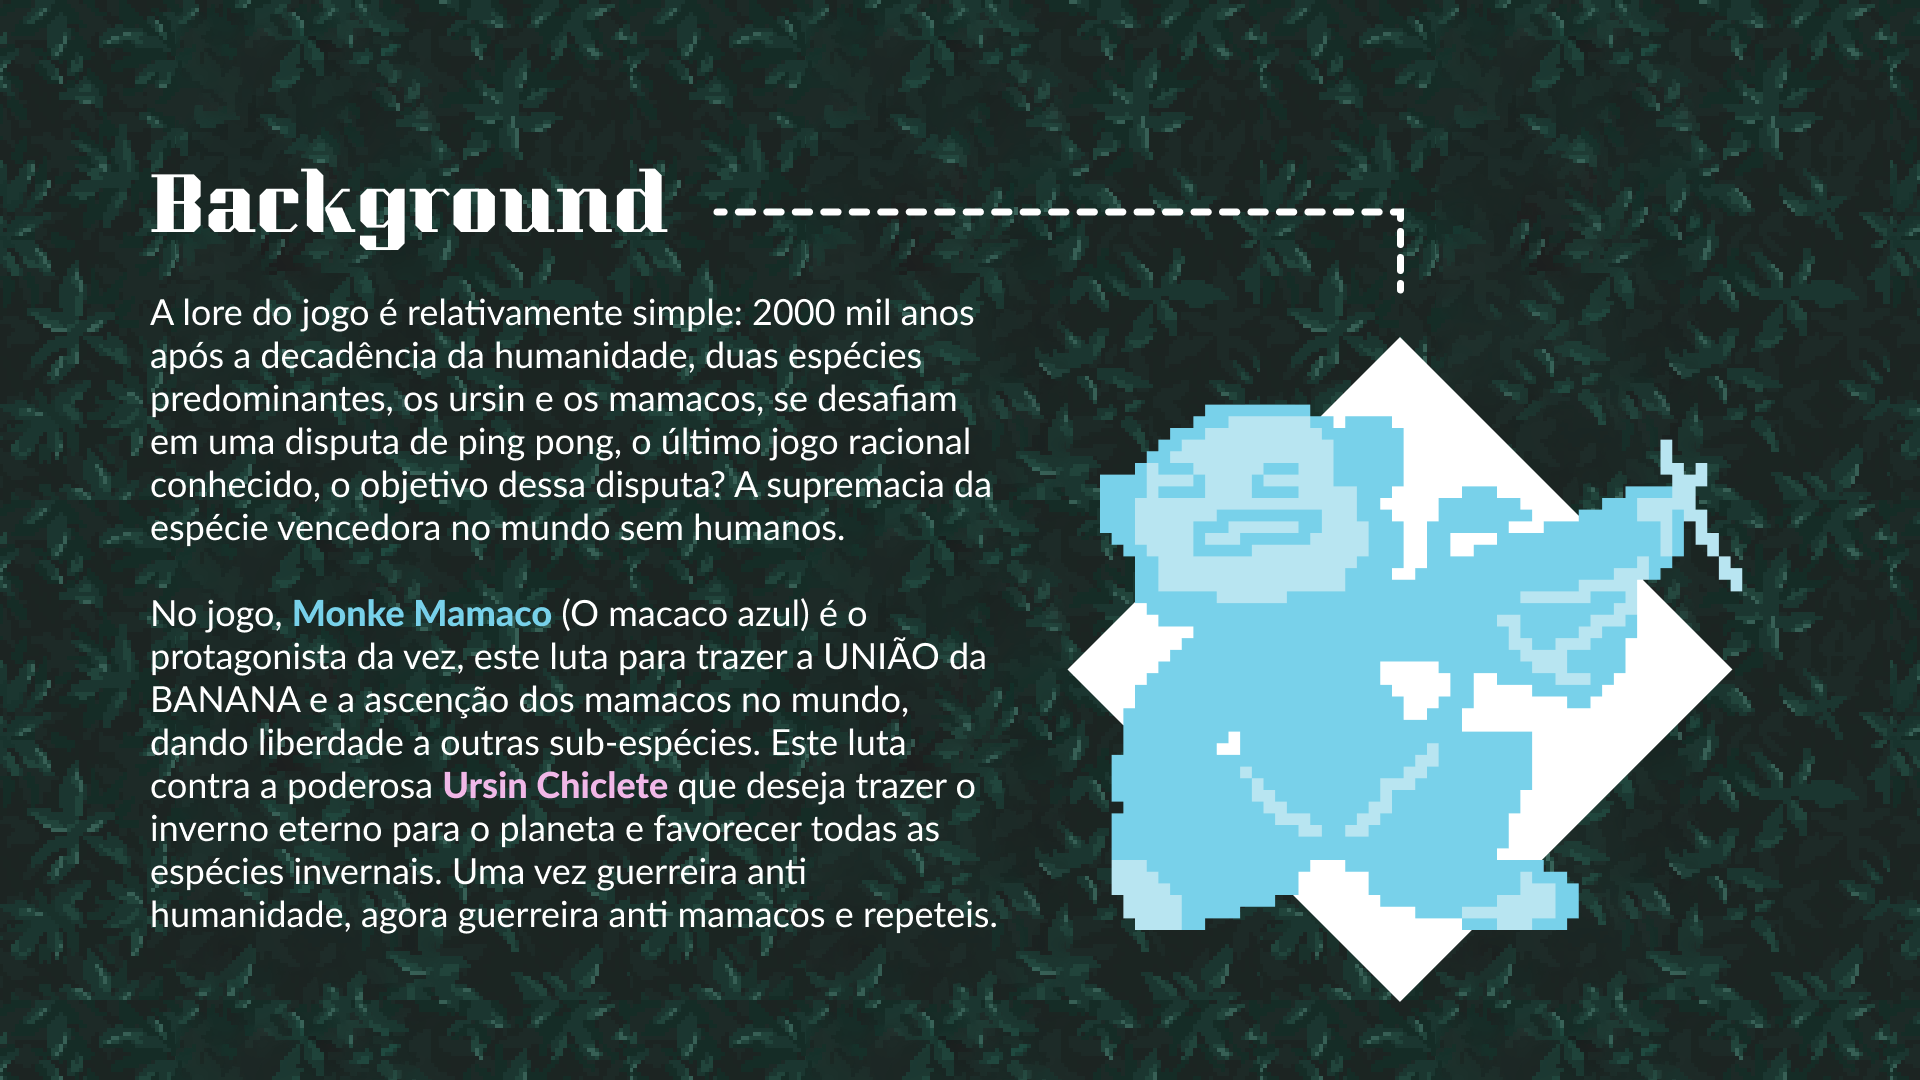 Background
A lore do jogo é relativamente simple: 2000 mil anos
após a decadência da humanidade, duas espécies
predominantes, os ursin e os mamacos, se desafiam
em uma disputa de ping pong, o último jogo racional
conhecido, o objetivo dessa disputa? A supremacia da
espécie vencedora no mundo sem humanos.
No jogo, Monke Mamaco (O macaco azul) é o
protagonista da vez, este luta para trazer a UNIÃO da
BANANA e a ascenção dos mamacos no mundo,
dando liberdade a outras sub-espécies. Este luta
contra a poderosa Ursin Chiclete que deseja trazer o
inverno eterno para o planeta e favorecer todas as
espécies invernais. Uma vez guerreira anti
humanidade, agora guerreira anti mamacos e repeteis.